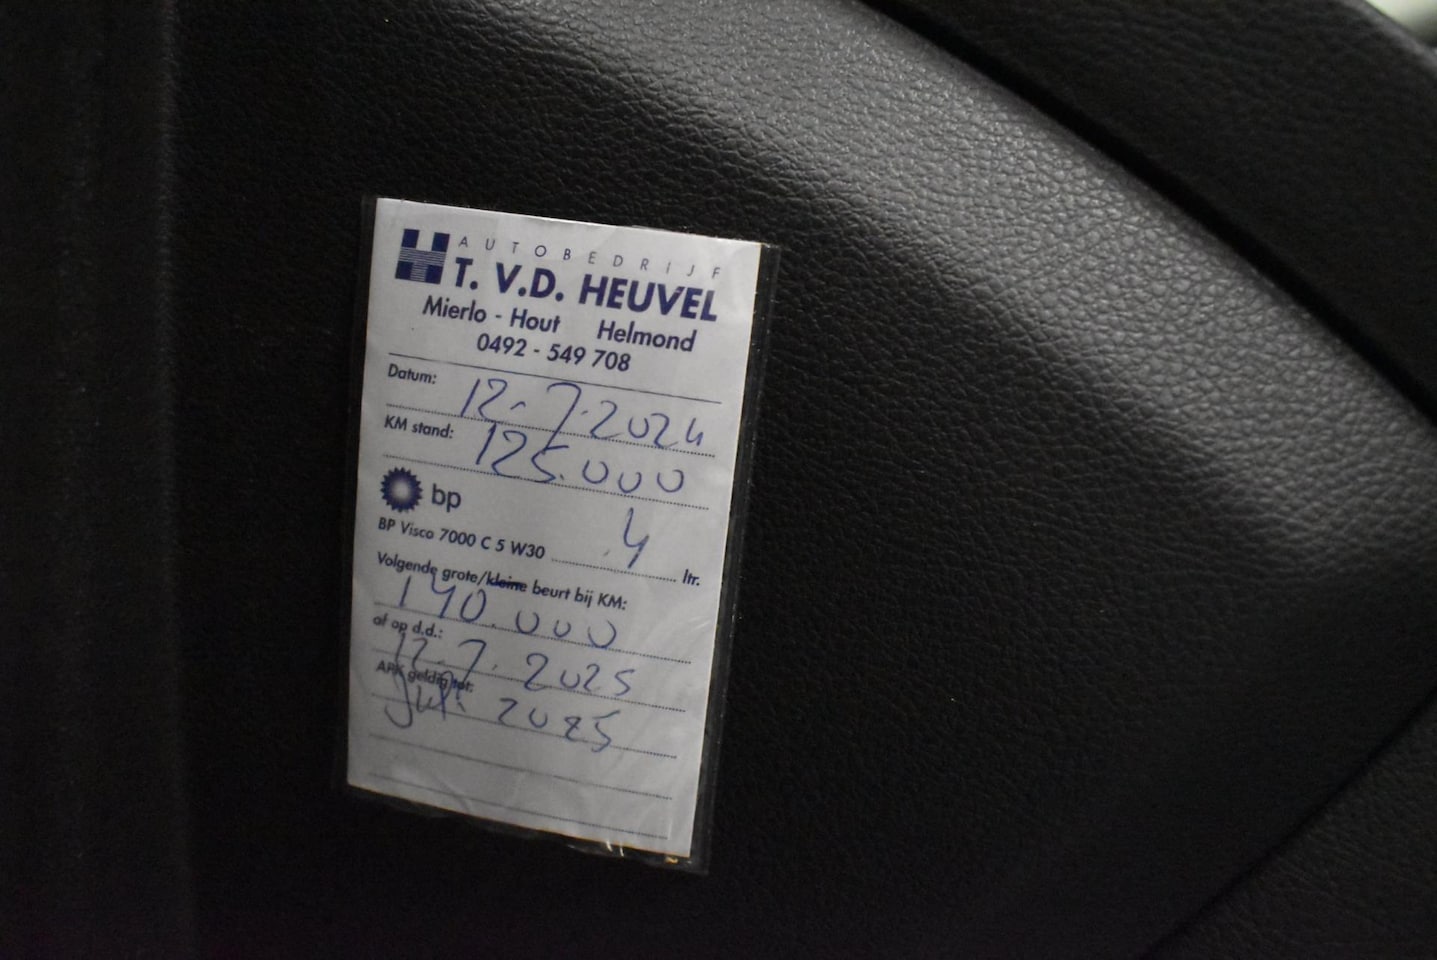 AUTOBEDRIJF
T. V.D. HEUVEL
Mierlo - Hout Helmond
0492 - 549 708
Datum: 12-7-2024
KM stand: 125.000
bp
BP Visco 7000 C 5 W30 4 ltr.
Volgende grote/kleine beurt bij KM:
140.000
of op d.d.:
12.7.2025
APK geldig tot:
Juli 2025